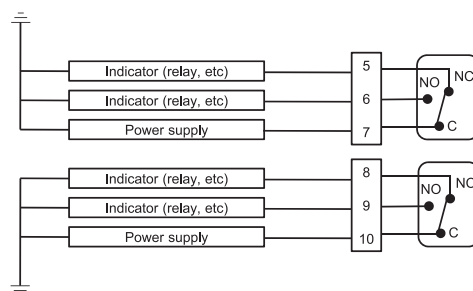 Indicator (relay, etc) 5 NC
Indicator (relay, etc) 6 NO
Power supply 7 C
Indicator (relay, etc) 8 NC
Indicator (relay, etc) 9 NO
Power supply 10 C